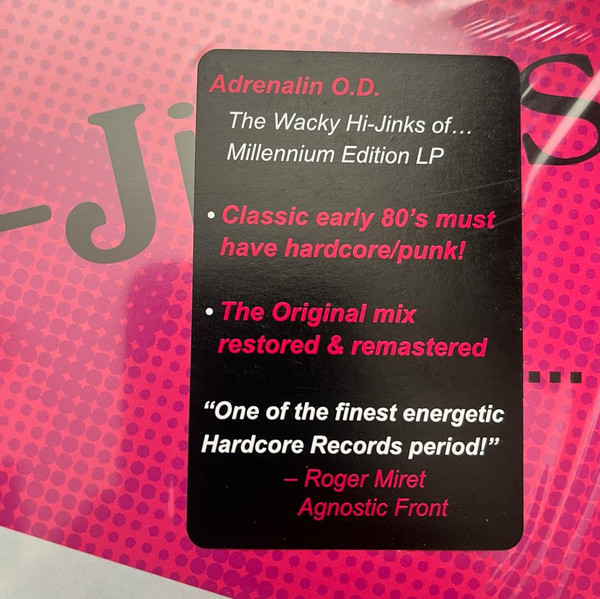 -Ji
S
...
Adrenalin O.D.
The Wacky Hi-Jinks of...
Millennium Edition LP
• Classic early 80's must
have hardcore/punk!
• The Original mix
restored & remastered
“One of the finest energetic
Hardcore Records period!”
– Roger Miret
Agnostic Front